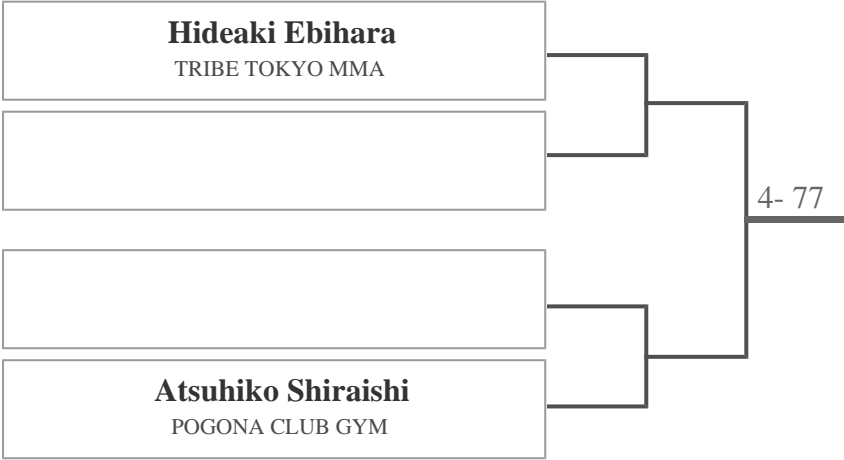 Hideaki Ebihara
TRIBE TOKYO MMA
4- 77
Atsuhiko Shiraishi
POGONA CLUB GYM